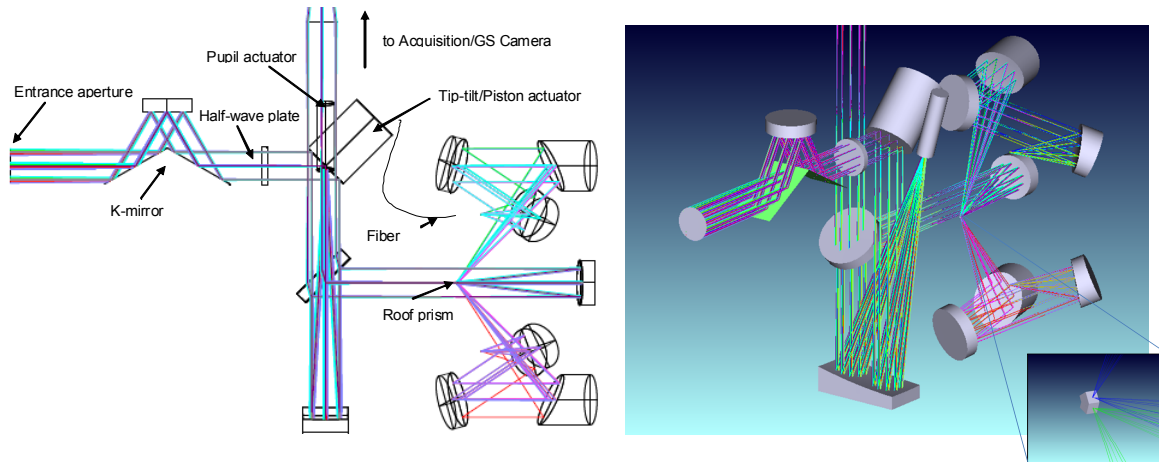 to Acquisition/GS Camera
Pupil actuator
Entrance aperture
Half-wave plate
Tip-tilt/Piston actuator
K-mirror
Fiber
Roof prism